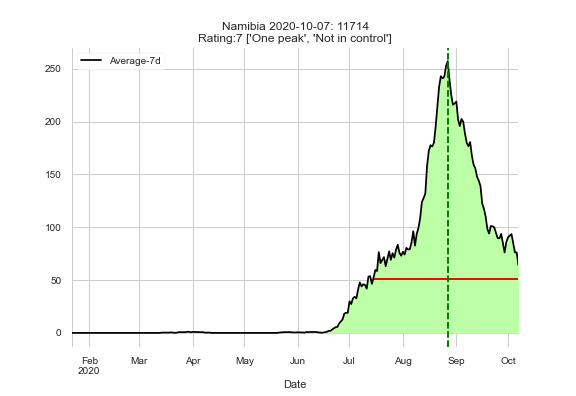 Namibia 2020-10-07: 11714
Rating:7 ['One peak', 'Not in control']
Average-7d
250
200
150
100
50
0
Feb Mar Apr May Jun Jul Aug Sep Oct
2020
Date